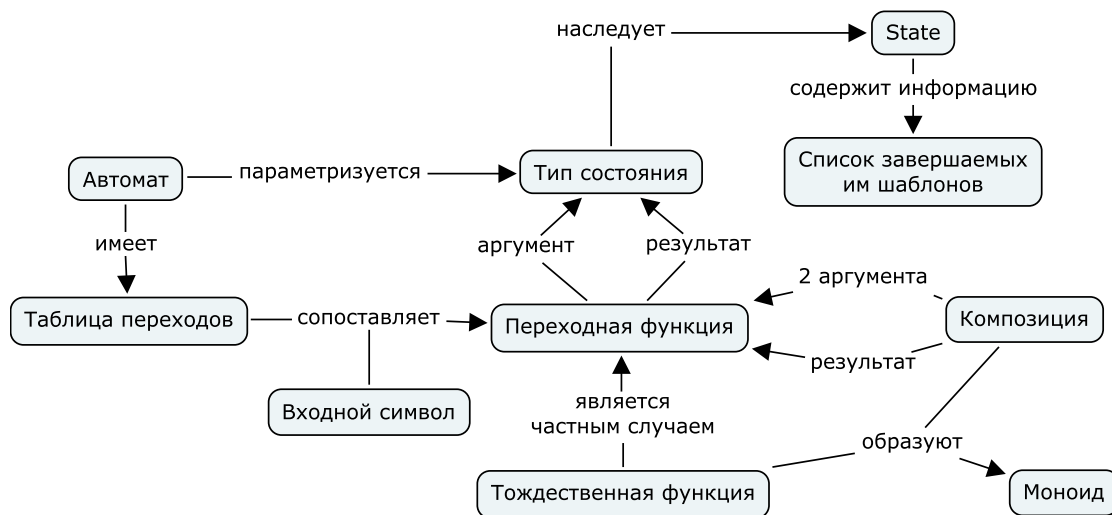 наследует
State
содержит информацию
Список завершаемых
им шаблонов
Автомат
параметризуется
Тип состояния
имеет
аргумент
результат
2 аргумента
Таблица переходов
сопоставляет
Переходная функция
Композиция
результат
Входной символ
является
частным случаем
образуют
Тождественная функция
Моноид